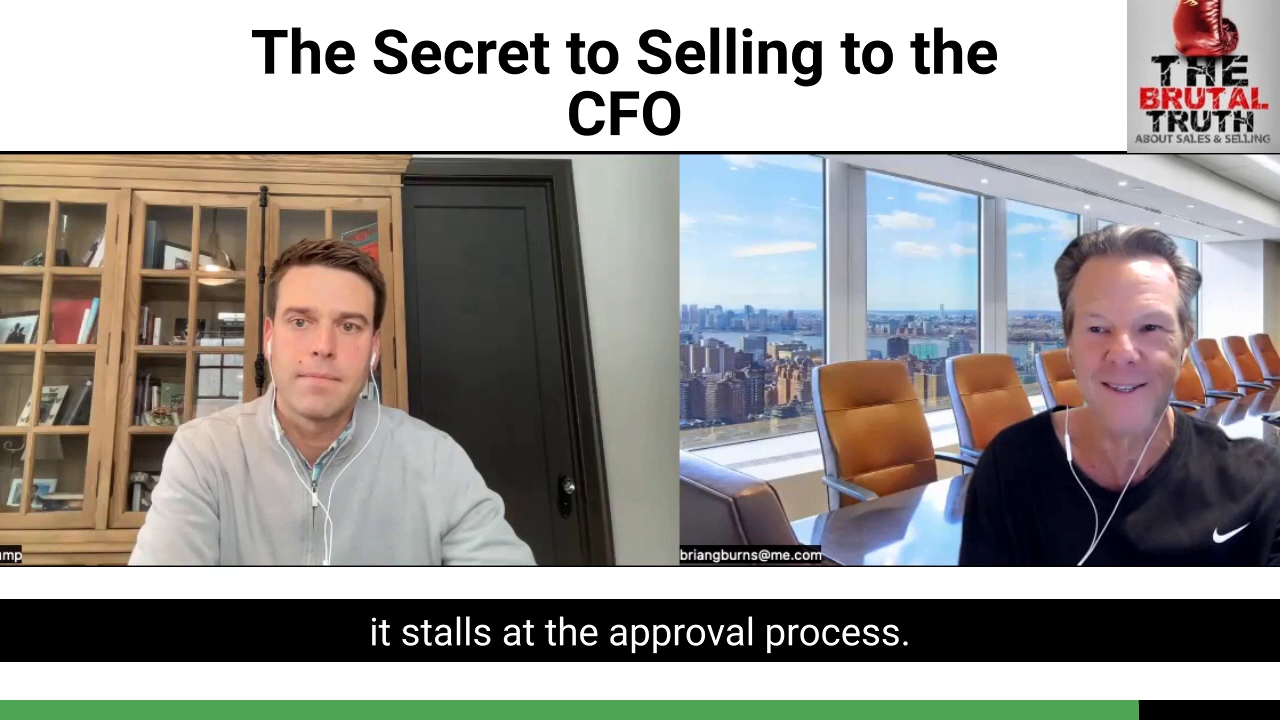 The Secret to Selling to the
CFO
THE
BRUTAL
TRUTH
ABOUT SALES & SELLING
ump
briangburns@me.com
it stalls at the approval process.